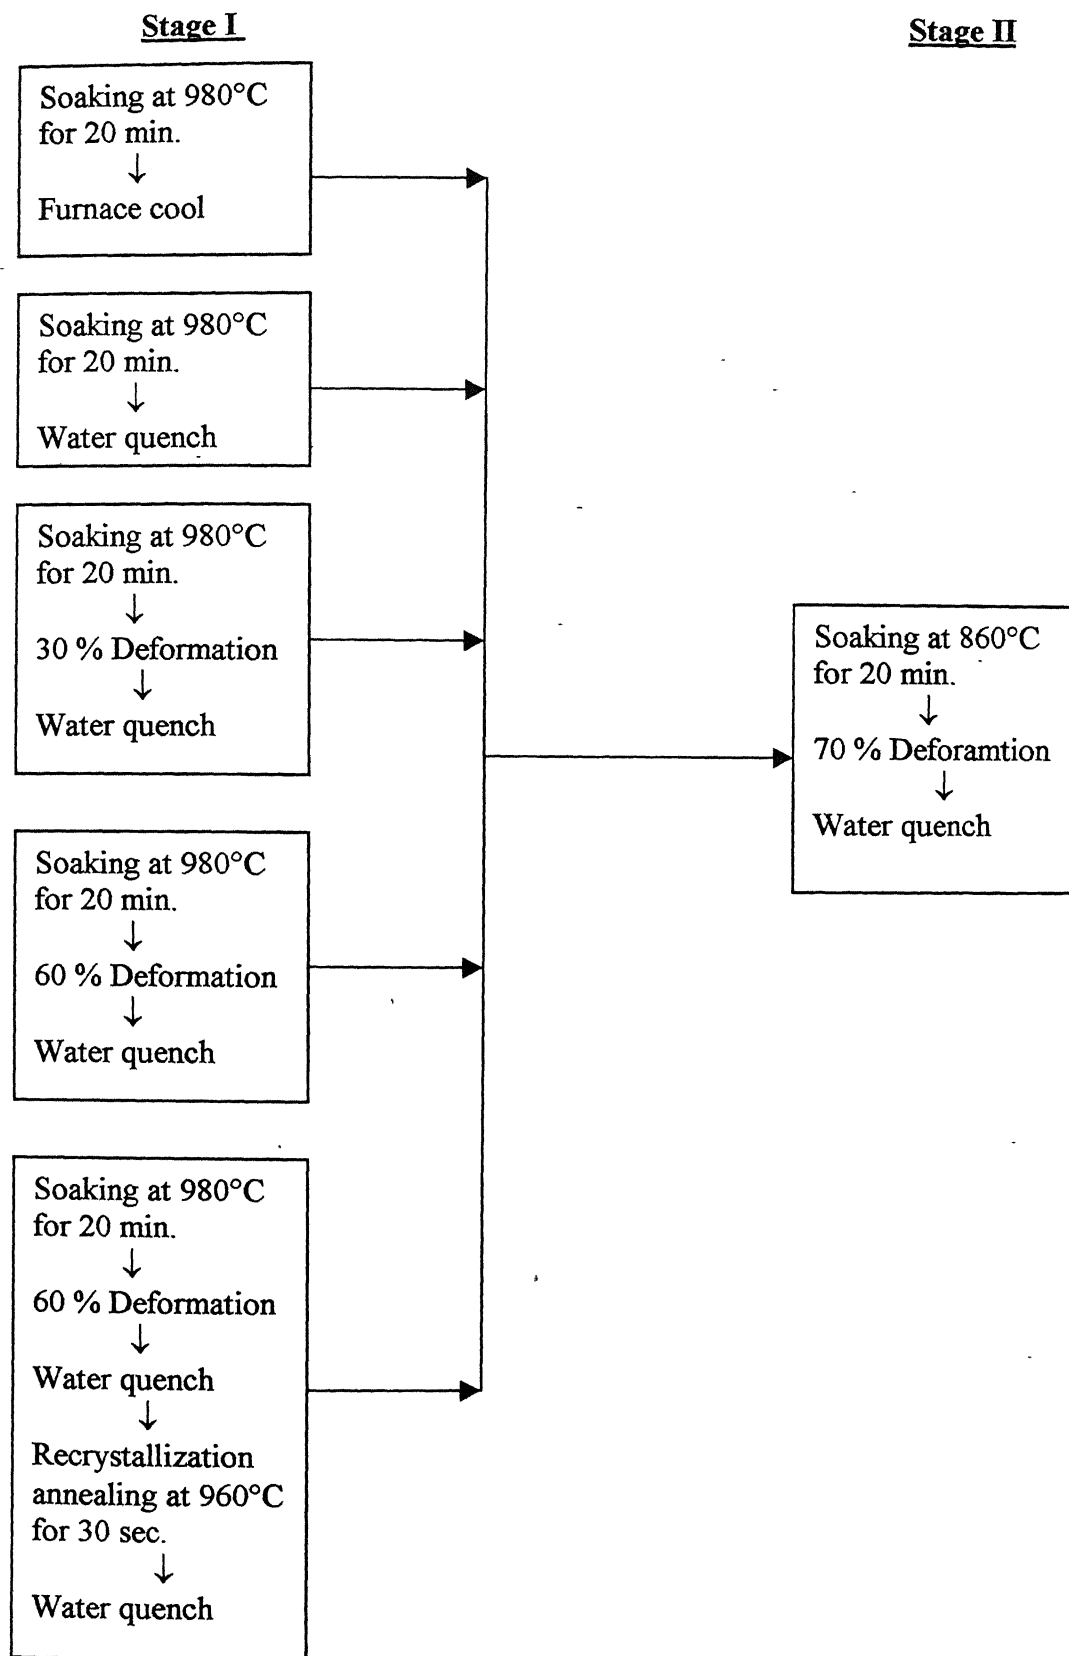 Stage I
Stage II
Soaking at 980°C
for 20 min.
↓
Furnace cool
Soaking at 980°C
for 20 min.
↓
Water quench
Soaking at 980°C
for 20 min.
↓
30 % Deformation
↓
Water quench
Soaking at 980°C
for 20 min.
↓
60 % Deformation
↓
Water quench
Soaking at 980°C
for 20 min.
↓
60 % Deformation
↓
Water quench
↓
Recrystallization
annealing at 960°C
for 30 sec.
↓
Water quench
Soaking at 860°C
for 20 min.
↓
70 % Deforamtion
↓
Water quench